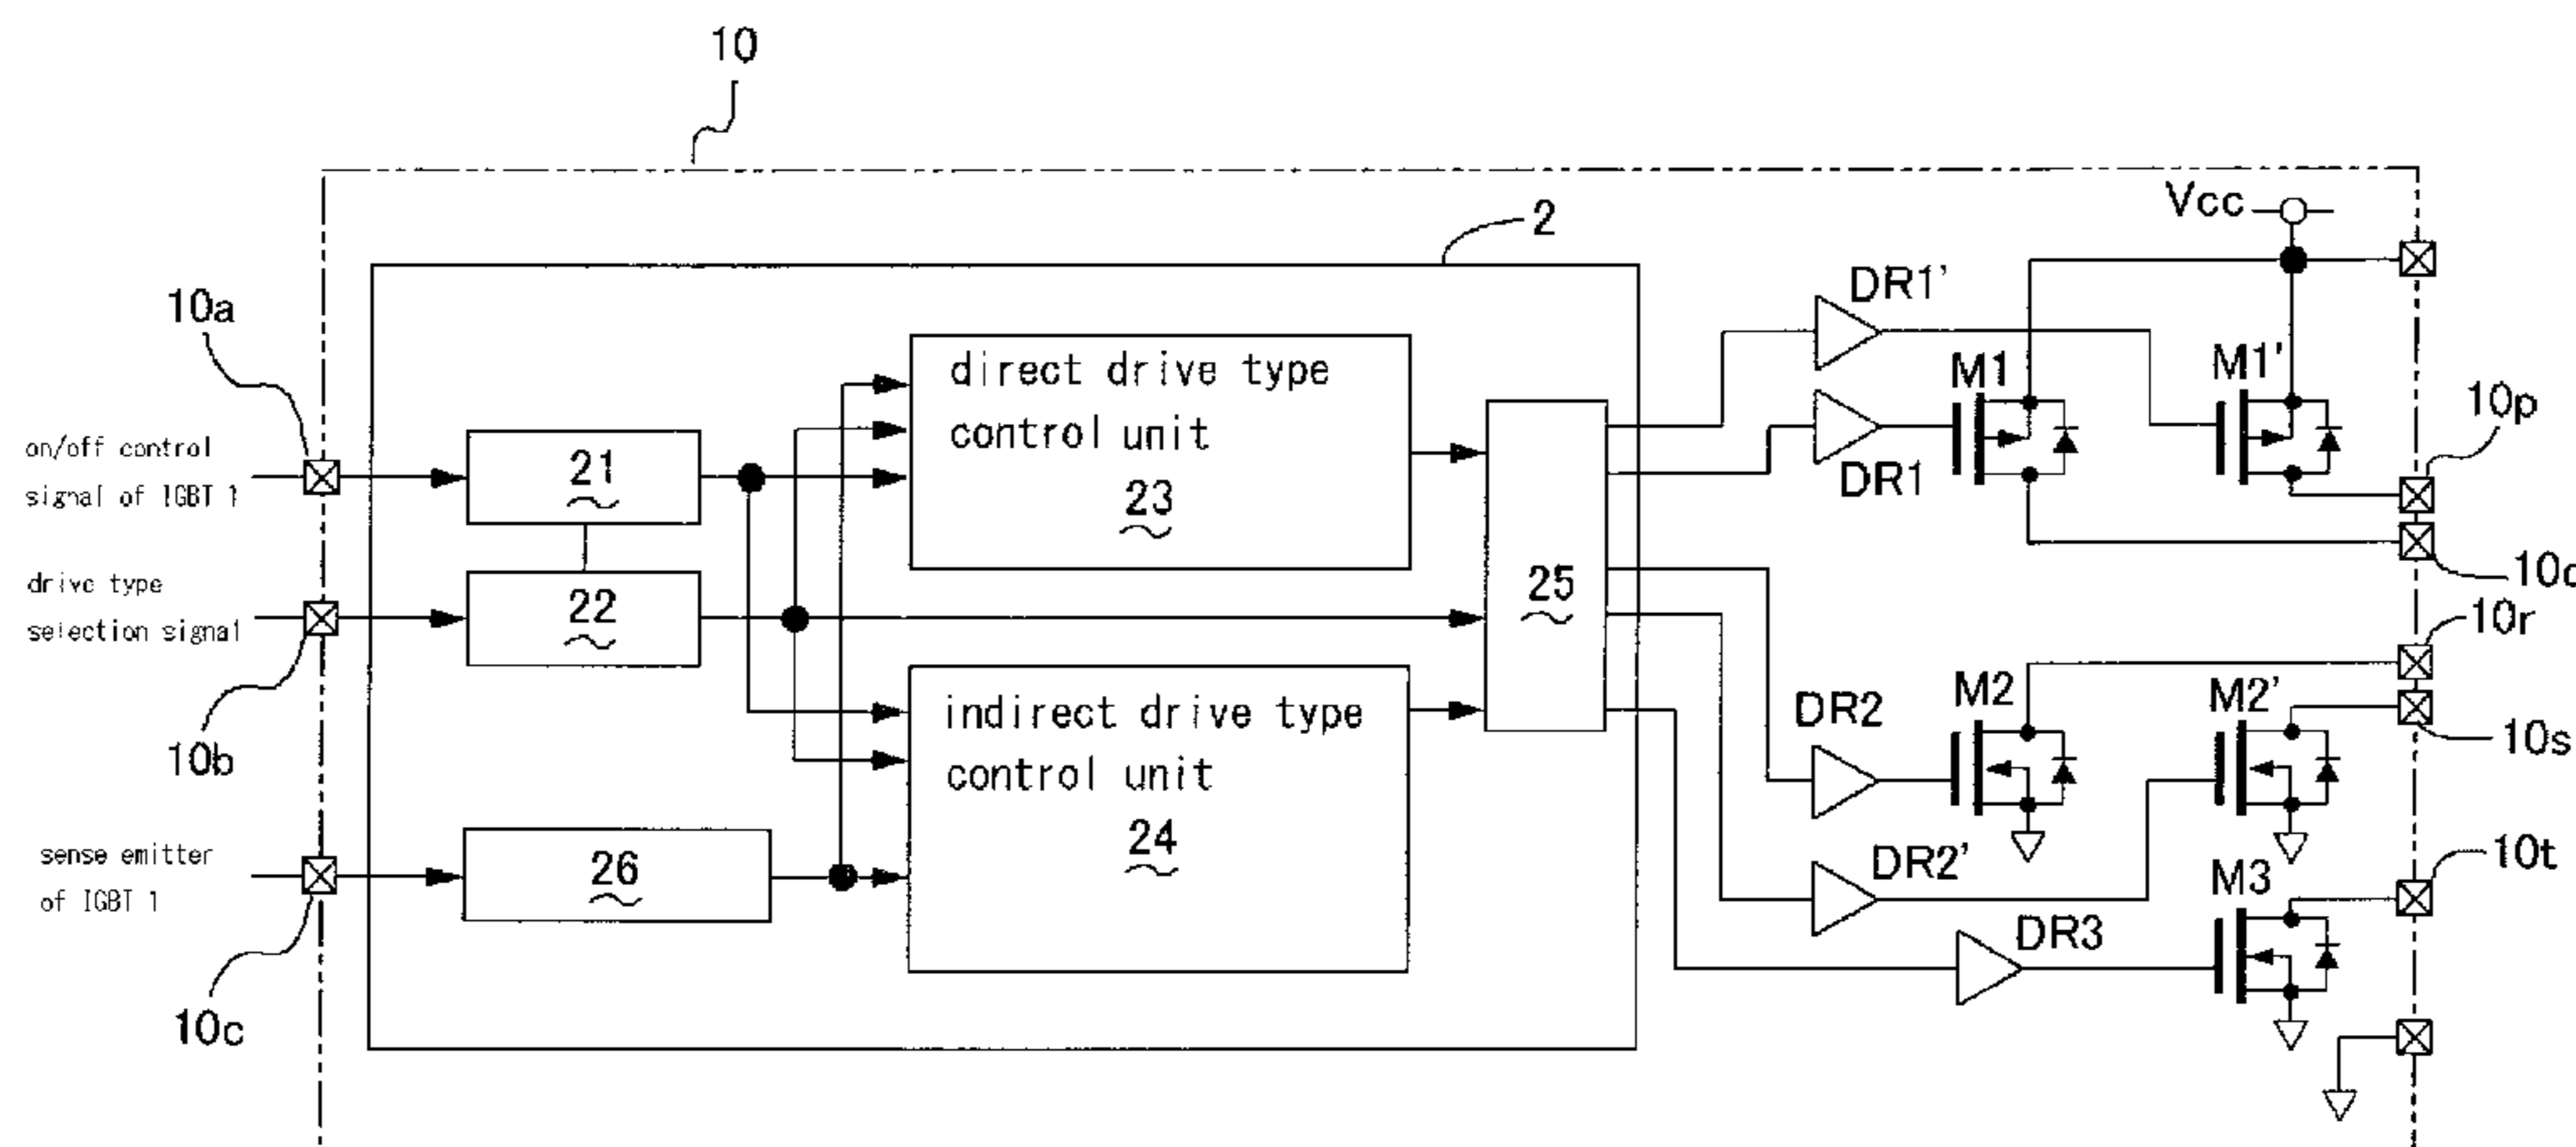 10
Vcc
2
10a
DR1'
direct drive type
control unit
23
M1
M1'
10p
on/off control
signal of IGBT 1
21
DR1
25
drive type
selection signal
22
10r
indirect drive type
control unit
24
DR2
M2
M2'
10s
10b
sense emitter
of IGBT 1
26
DR2'
M3
10t
DR3
10c